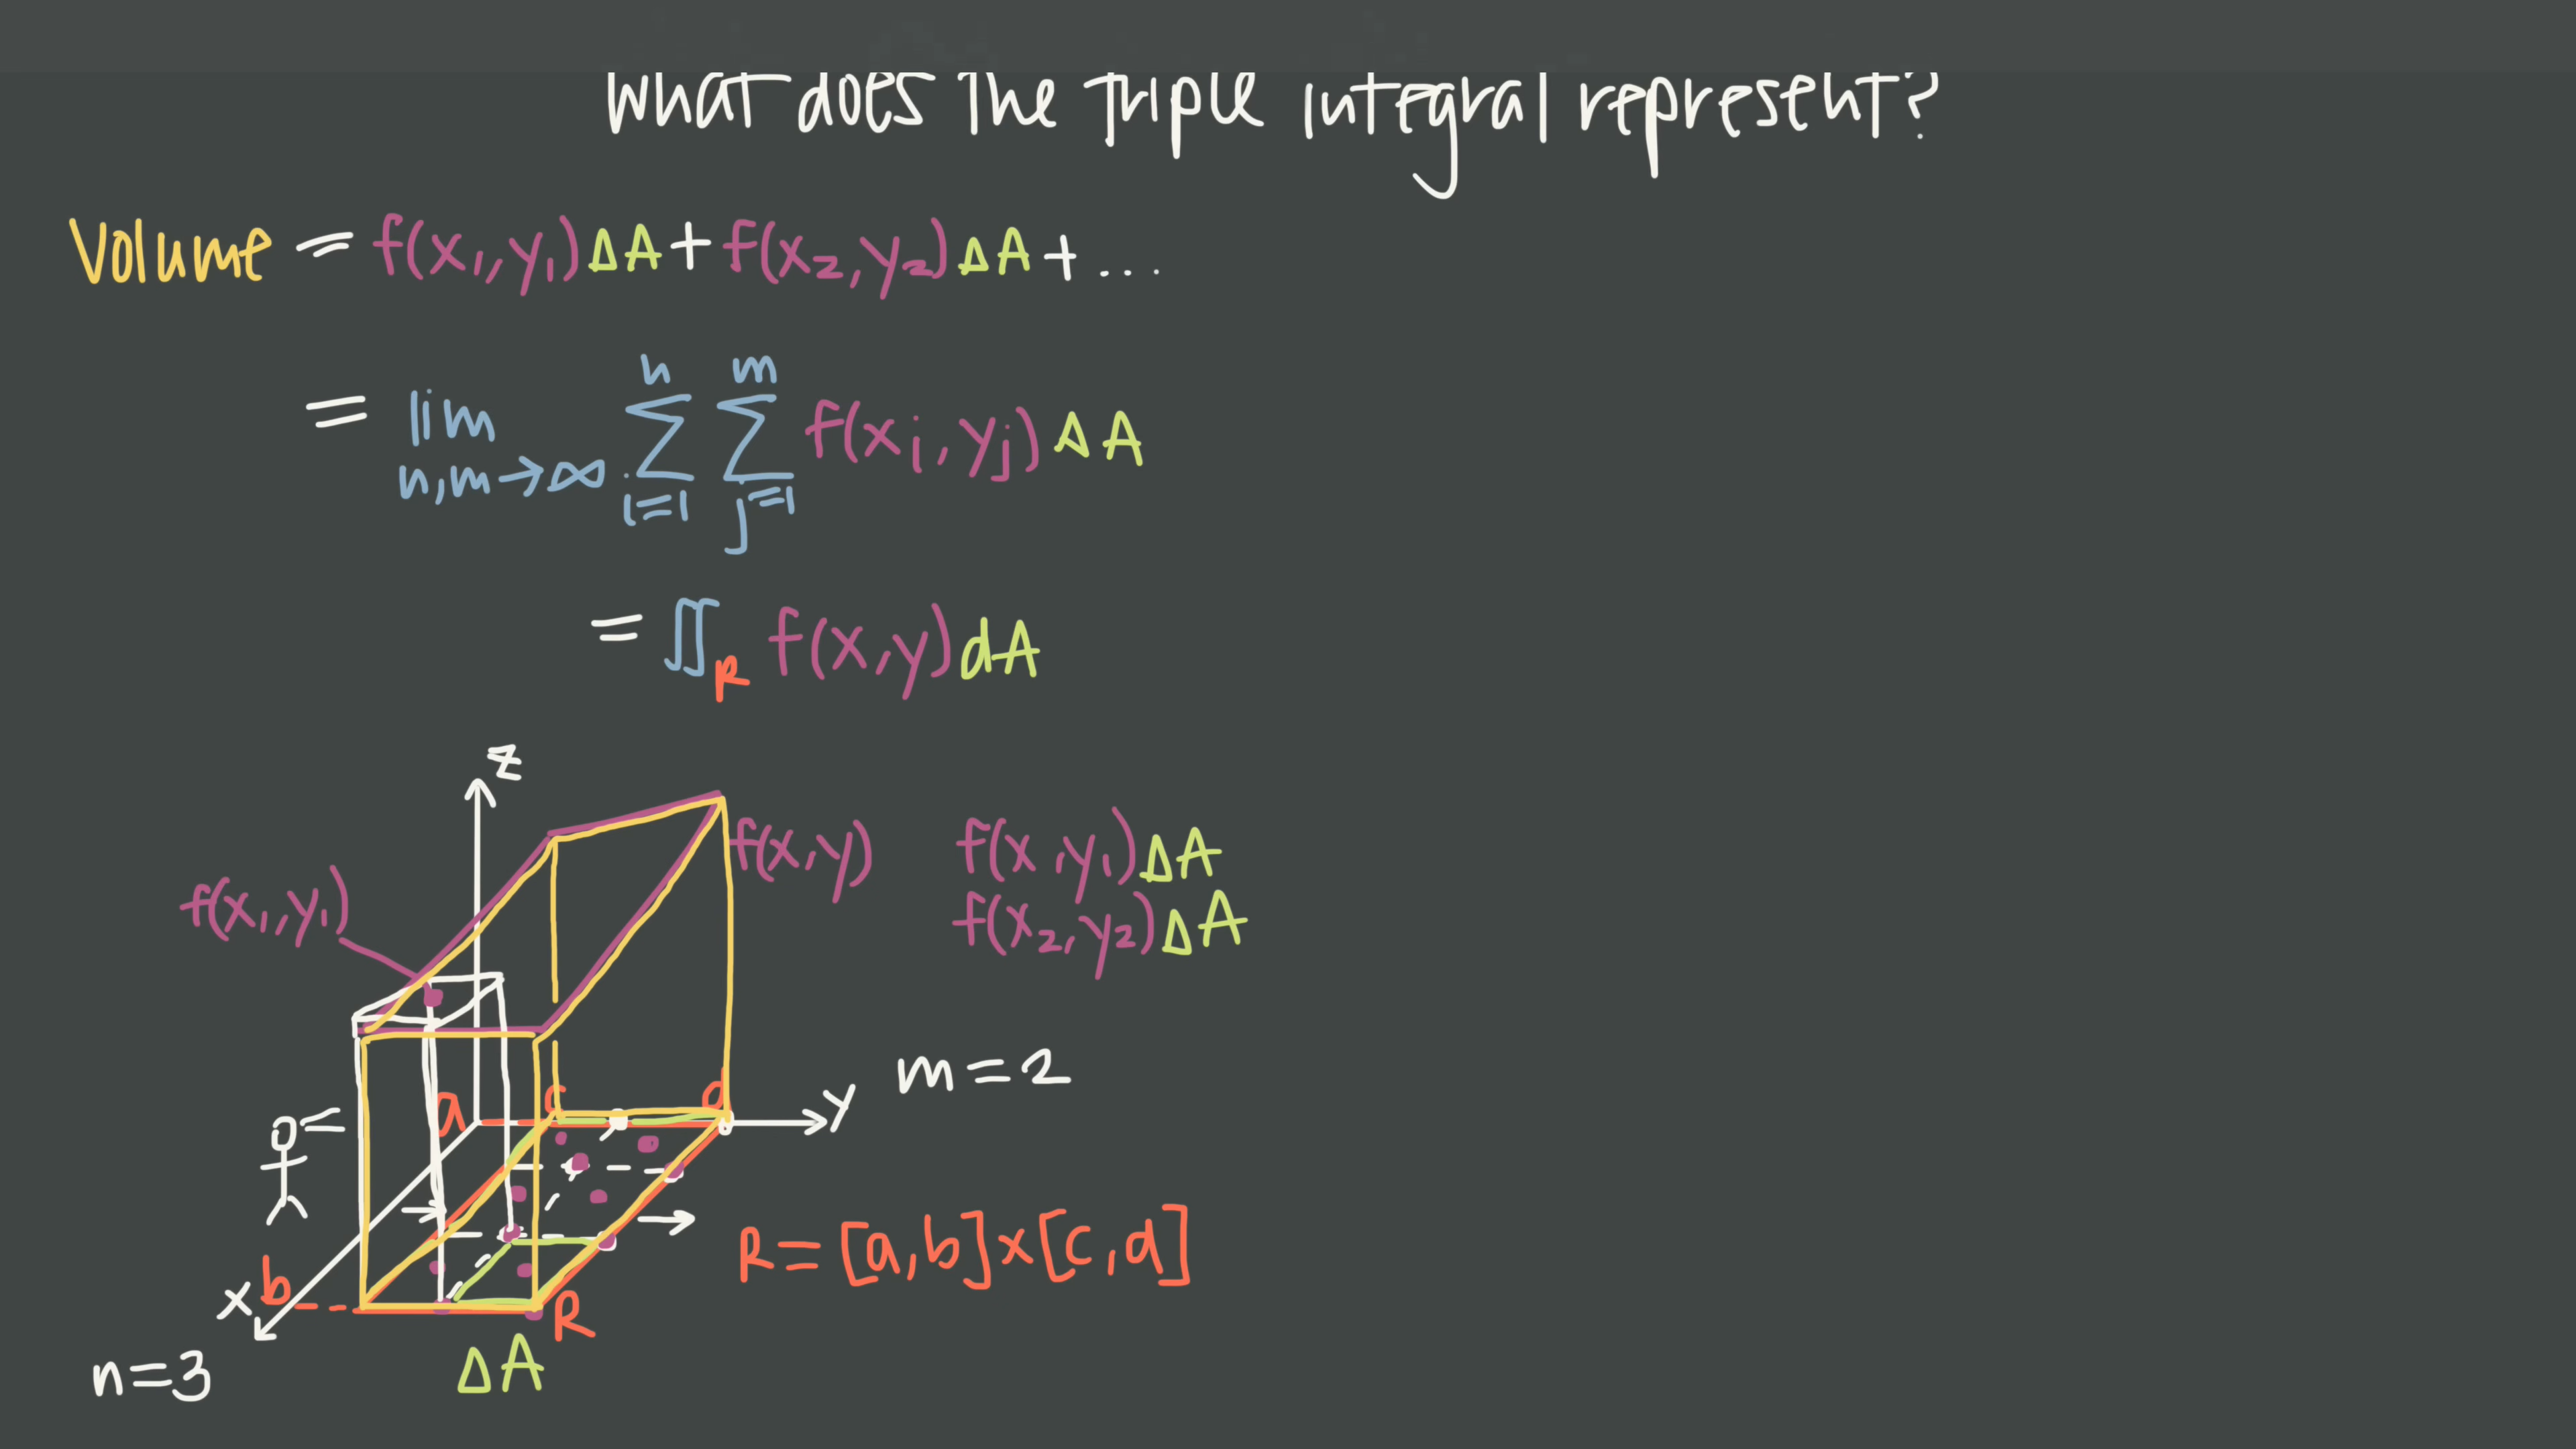 What does the triple integral represent?
Volume = f(x₁,y₁)ΔA + f(x₂,y₂)ΔA + ...
= lim n,m→∞ n Σ i=1 m Σ j=1 f(xᵢ,yⱼ)ΔA
= ∬_R f(x,y)dA
z
f(x,y)
f(x ,y₁)ΔA
f(x₁,y₁)
f(x₂,y₂)ΔA
m=2
a
c
d
y
R=[a,b]x[c,d]
x
b
R
n=3
ΔA